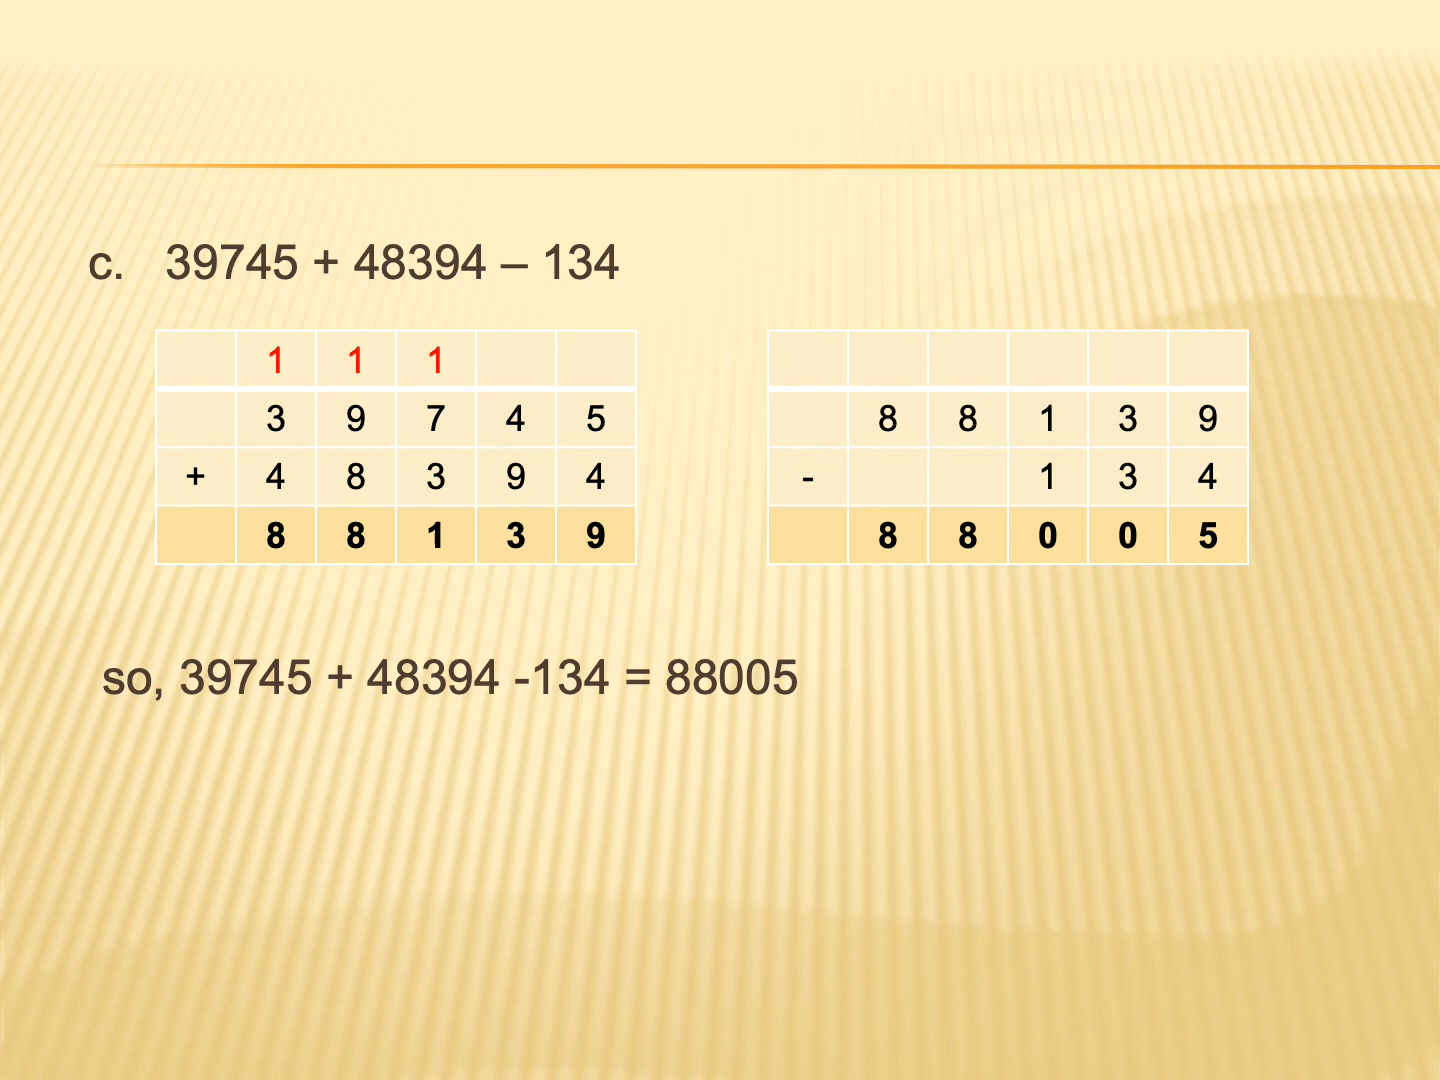 c. 39745 + 48394 – 134
1 1 1
3 9 7 4 5
+ 4 8 3 9 4
8 8 1 3 9
8 8 1 3 9
- 1 3 4
8 8 0 0 5
so, 39745 + 48394 -134 = 88005